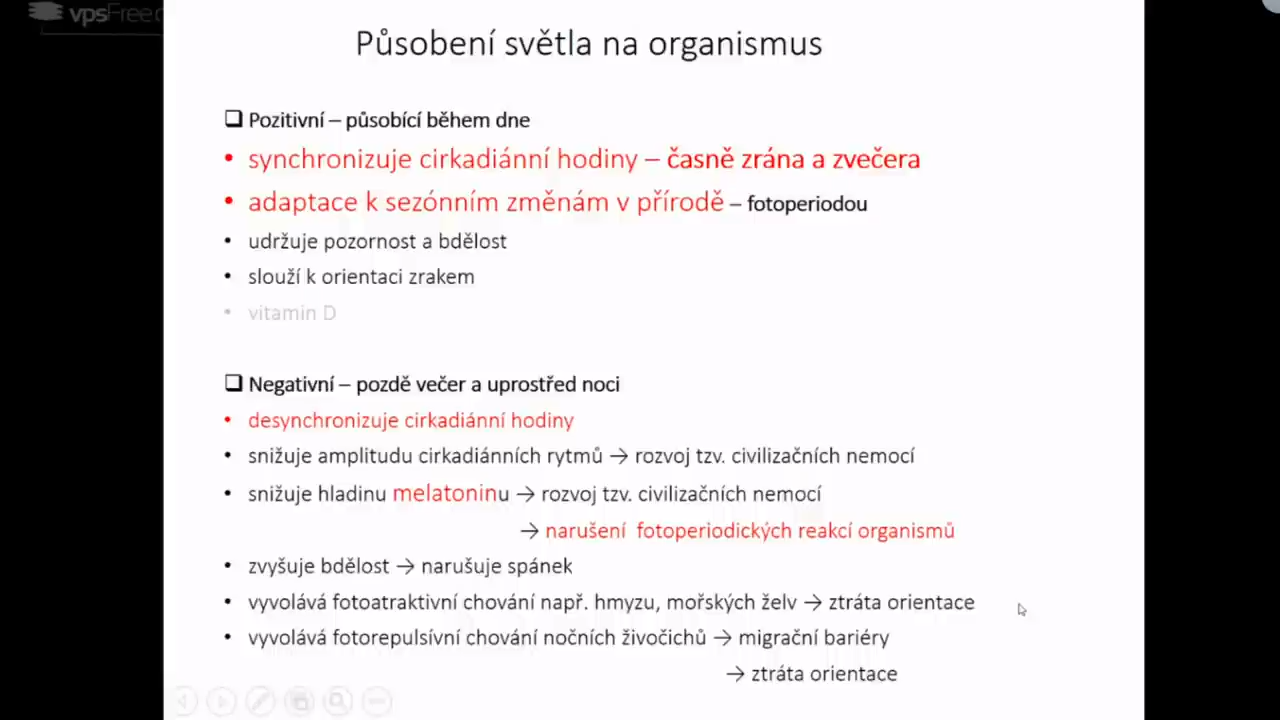 vpsFree.c
Působení světla na organismus
❑ Pozitivní – působící během dne
• synchronizuje cirkadiánní hodiny – časně zrána a zvečera
• adaptace k sezónním změnám v přírodě – fotoperiodou
• udržuje pozornost a bdělost
• slouží k orientaci zrakem
• vitamin D
❑ Negativní – pozdě večer a uprostřed noci
• desynchronizuje cirkadiánní hodiny
• snižuje amplitudu cirkadiánních rytmů → rozvoj tzv. civilizačních nemocí
• snižuje hladinu melatoninu → rozvoj tzv. civilizačních nemocí
→ narušení fotoperiodických reakcí organismů
• zvyšuje bdělost → narušuje spánek
• vyvolává fotoatraktivní chování např. hmyzu, mořských želv → ztráta orientace
• vyvolává fotorepulsívní chování nočních živočichů → migrační bariéry
→ ztráta orientace